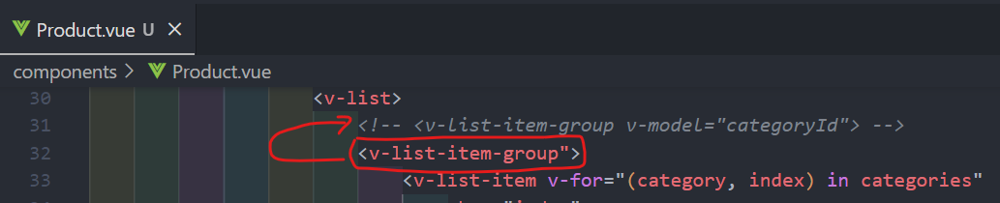 Product.vue U
components > Product.vue
30 <v-list>
31 <!-- <v-list-item-group v-model="categoryId"> -->
32 <v-list-item-group">
33 <v-list-item v-for="(category, index) in categories"